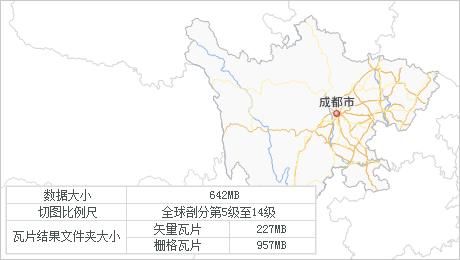 成都市
数据大小 642MB
切图比例尺 全球剖分第5级至14级
瓦片结果文件夹大小 矢量瓦片 227MB
栅格瓦片 957MB